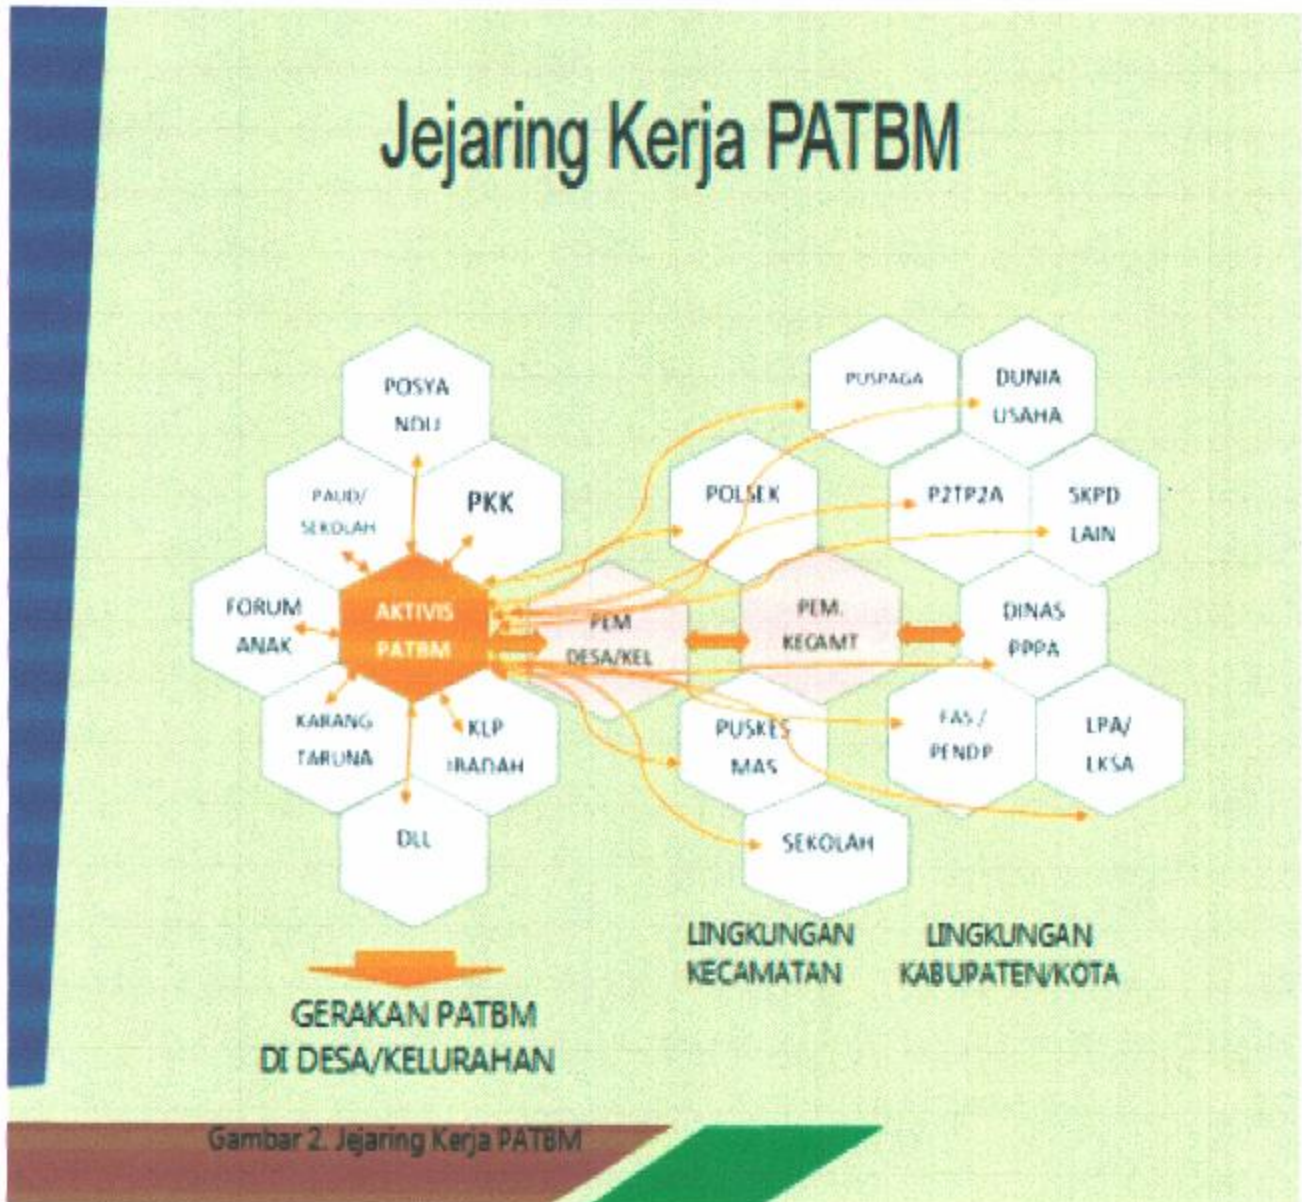 Jejaring Kerja PATBM
POSYA
NDU
PAUD/
SEKOLAH
PKK
FORUM
ANAK
AKTIVIS
PATBM
KARANG
TARUNA
KLP
IBADAH
DLL
PEM
DESA/KEL
POLSEK
PEM.
KECAMT
PUSKES
MAS
SEKOLAH
PUSPAGA
DUNIA
USAHA
P2TP2A
SKPD
LAIN
DINAS
PPPA
FAS /
PENDP
LPA/
LKSA
GERAKAN PATBM
DI DESA/KELURAHAN
LINGKUNGAN
KECAMATAN
LINGKUNGAN
KABUPATEN/KOTA
Gambar 2. Jejaring Kerja PATBM